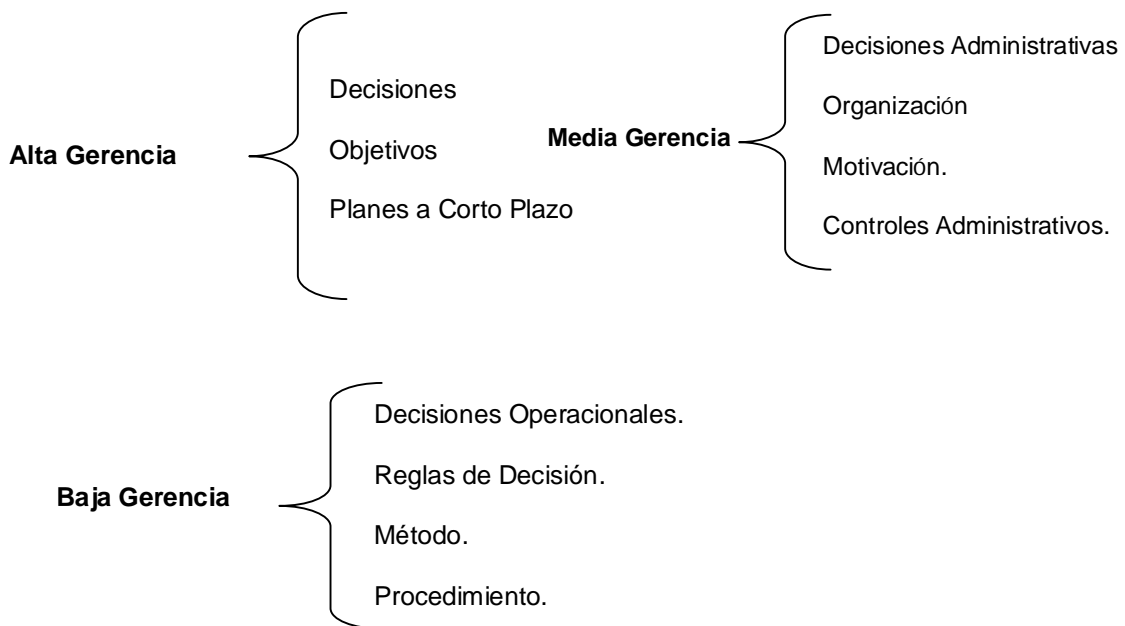 Alta Gerencia
Decisiones
Objetivos
Planes a Corto Plazo
Media Gerencia
Decisiones Administrativas
Organización
Motivación.
Controles Administrativos.
Baja Gerencia
Decisiones Operacionales.
Reglas de Decisión.
Método.
Procedimiento.